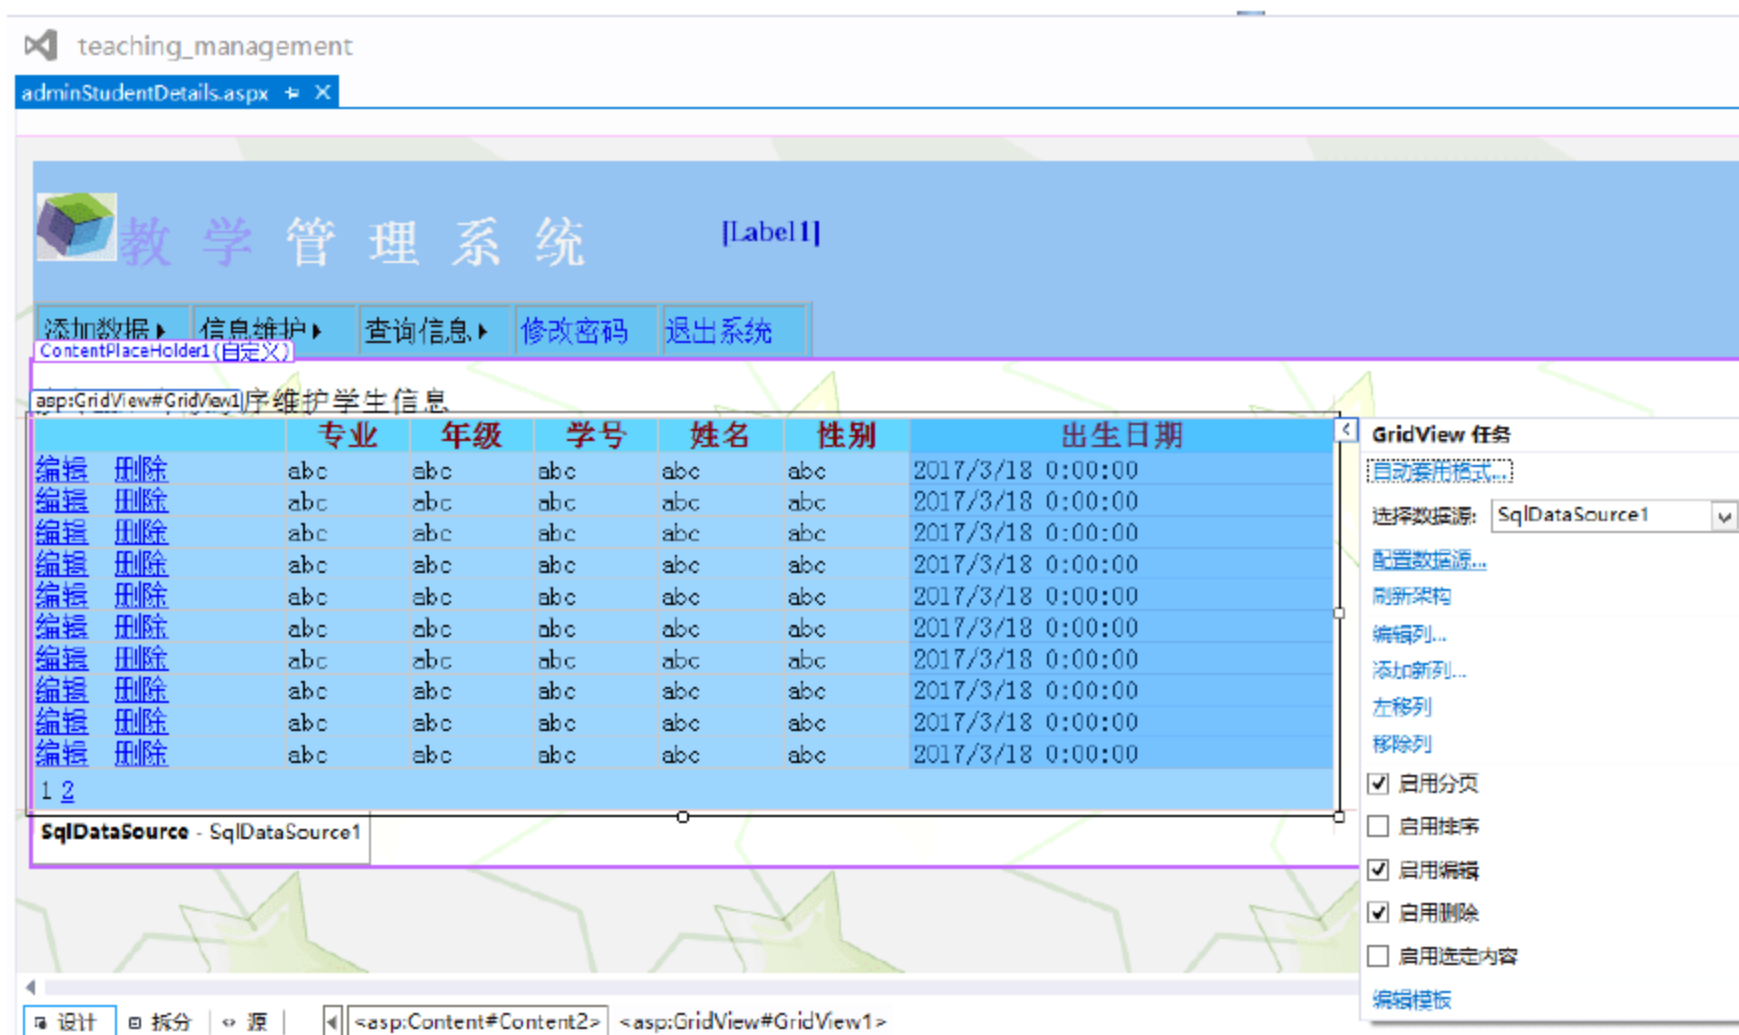 teaching_management
adminStudentDetails.aspx
教学管理系统
[Label1]
添加数据 信息维护 查询信息 修改密码 退出系统
ContentPlaceHolder1(自定义)
asp:GridView#GridView1 序维护学生信息
专业 年级 学号 姓名 性别 出生日期
编辑 删除 abc abc abc abc abc 2017/3/18 0:00:00
编辑 删除 abc abc abc abc abc 2017/3/18 0:00:00
编辑 删除 abc abc abc abc abc 2017/3/18 0:00:00
编辑 删除 abc abc abc abc abc 2017/3/18 0:00:00
编辑 删除 abc abc abc abc abc 2017/3/18 0:00:00
编辑 删除 abc abc abc abc abc 2017/3/18 0:00:00
编辑 删除 abc abc abc abc abc 2017/3/18 0:00:00
编辑 删除 abc abc abc abc abc 2017/3/18 0:00:00
编辑 删除 abc abc abc abc abc 2017/3/18 0:00:00
编辑 删除 abc abc abc abc abc 2017/3/18 0:00:00
1 2
SqlDataSource - SqlDataSource1
GridView 任务
自动套用格式...
选择数据源: SqlDataSource1
配置数据源...
刷新架构
编辑列...
添加新列...
左移列
移除列
启用分页
启用排序
启用编辑
启用删除
启用选定内容
编辑模板
设计 拆分 源 <asp:Content#Content2> <asp:GridView#GridView1>